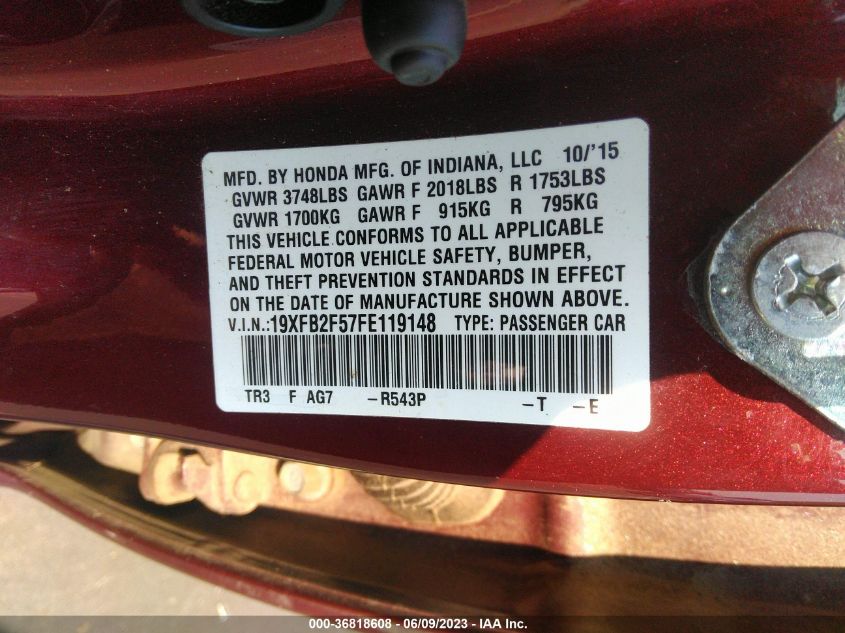 MFD. BY HONDA MFG. OF INDIANA, LLC 10/'15
GVWR 3748LBS GAWR F 2018LBS R 1753LBS
GVWR 1700KG GAWR F 915KG R 795KG
THIS VEHICLE CONFORMS TO ALL APPLICABLE
FEDERAL MOTOR VEHICLE SAFETY, BUMPER,
AND THEFT PREVENTION STANDARDS IN EFFECT
ON THE DATE OF MANUFACTURE SHOWN ABOVE.
V.I.N.:19XFB2F57FE119148 TYPE: PASSENGER CAR
TR3 F AG7 -R543P -T -E
000-36818608 - 06/09/2023 - IAA Inc.